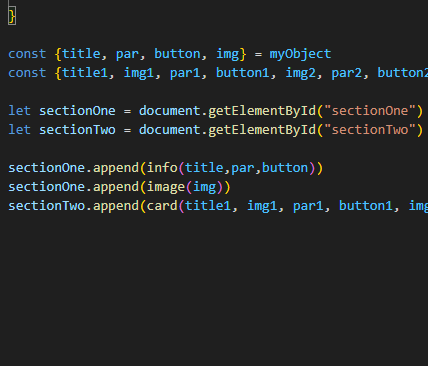 }
const {title, par, button, img} = myObject
const {title1, img1, par1, button1, img2, par2, button2
let sectionOne = document.getElementById("sectionOne")
let sectionTwo = document.getElementById("sectionTwo")
sectionOne.append(info(title,par,button))
sectionOne.append(image(img))
sectionTwo.append(card(title1, img1, par1, button1, img